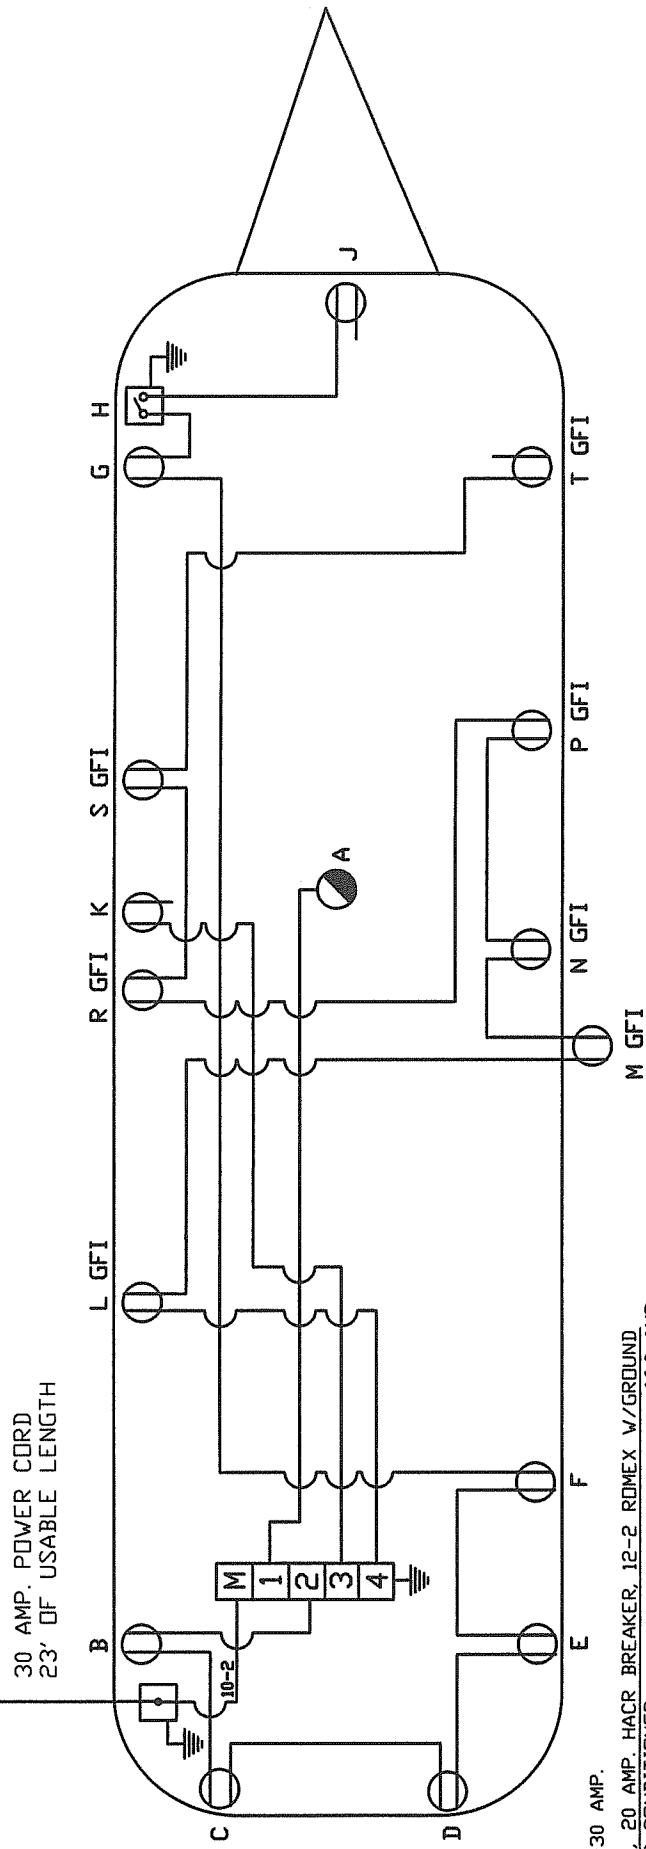 30 AMP. POWER CORD
23' OF USABLE LENGTH
B
L GFI
R GFI
K
S GFI
G
H
J
C
10-2
M
1
2
3
4
A
D
E
F
M GFI
N GFI
P GFI
T GFI
30 AMP.
20 AMP. HACR BREAKER, 12-2 ROMEX W/GROUND